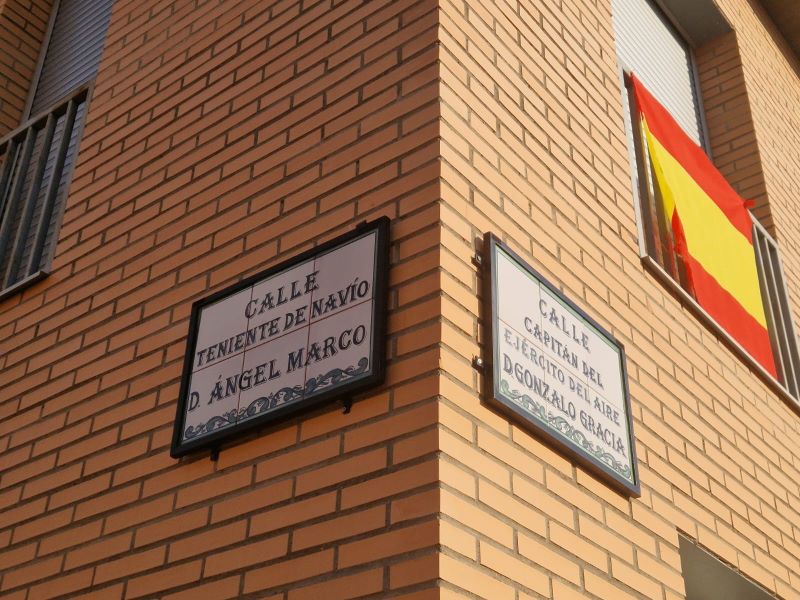 CALLE
TENIENTE DE NAVÍO
D. ÁNGEL MARCO
CALLE
CAPITÁN DEL
EJÉRCITO DEL AIRE
D.GONZALO GRACIA